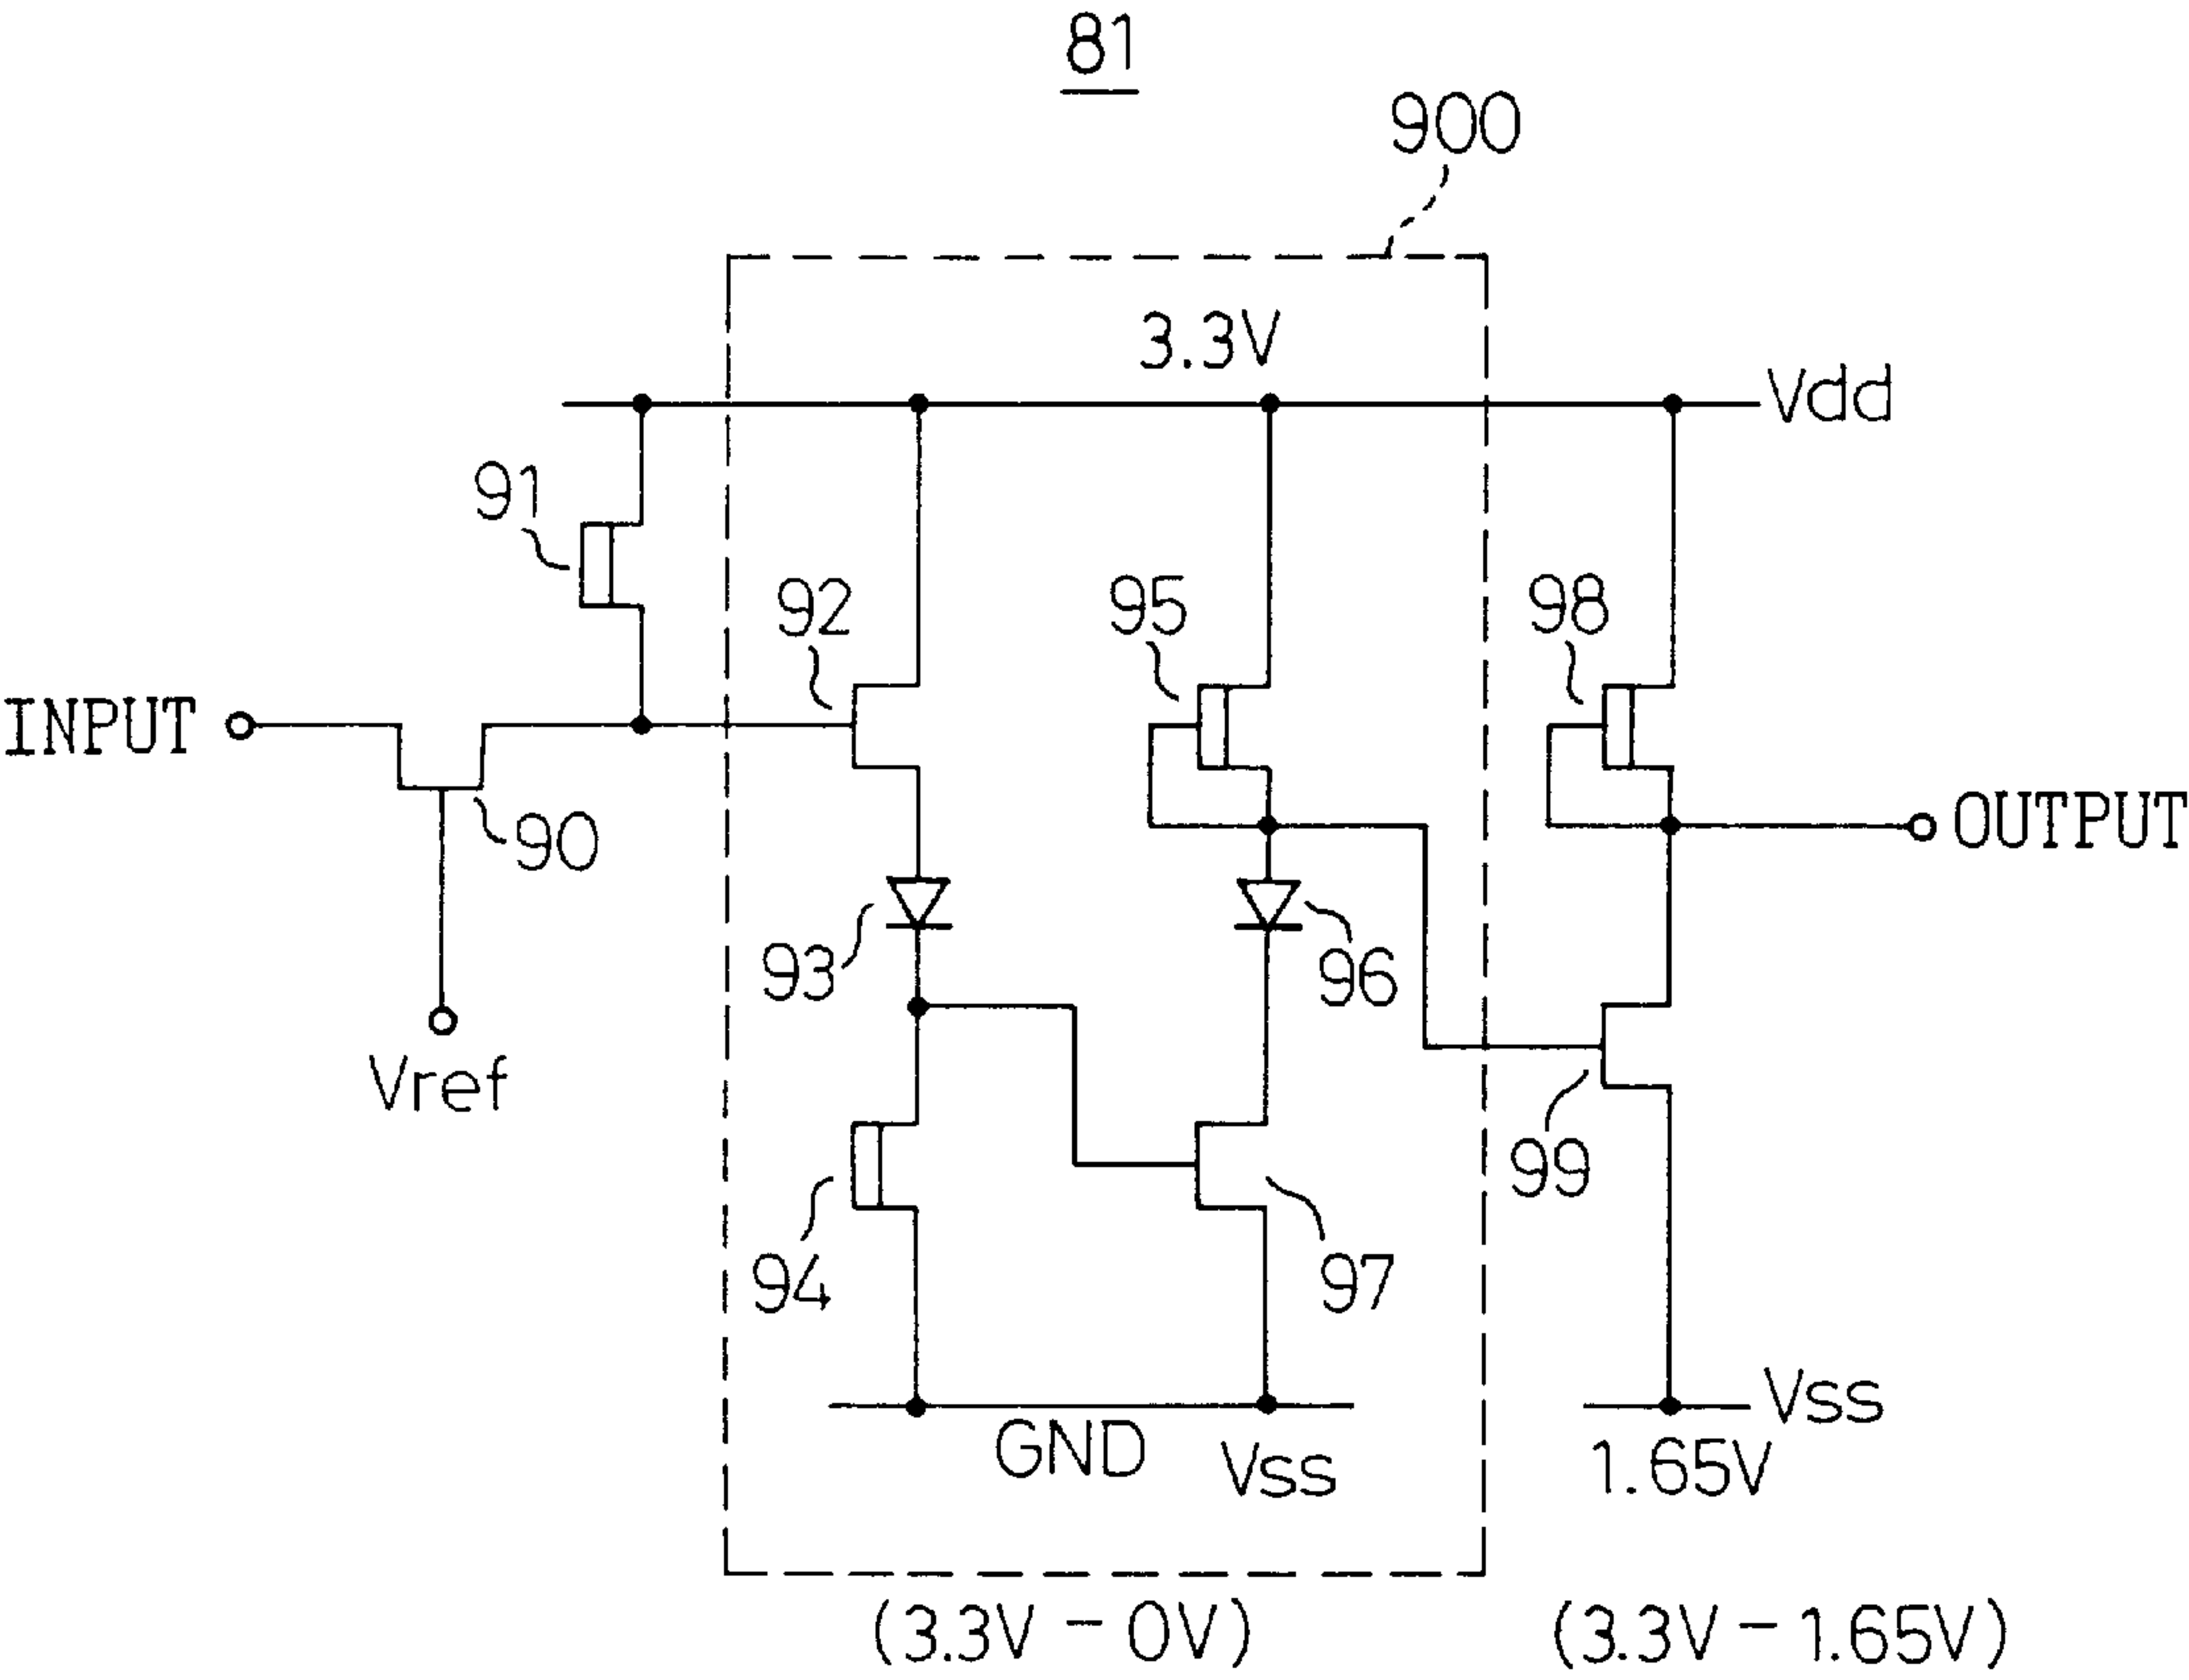 81
900
3.3V
Vdd
91
92
95
98
INPUT
OUTPUT
90
93
96
Vref
99
94
97
GND
Vss
Vss
1.65V
(3.3V - 0V)
(3.3V - 1.65V)